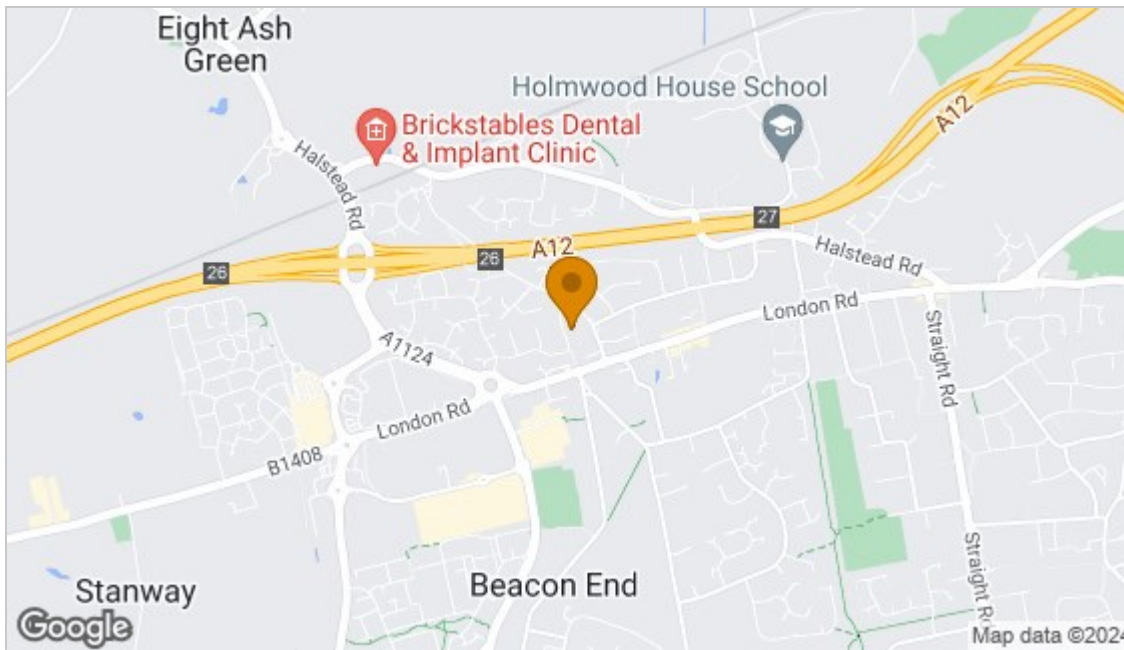 Eight Ash
Green
Holmwood House School
Brickstables Dental
& Implant Clinic
A12
Halstead Rd
27
A12
26
26
Halstead Rd
London Rd
A1124
Straight Rd
London Rd
B1408
Straight Rd
Stanway
Beacon End
Google
Map data ©2024